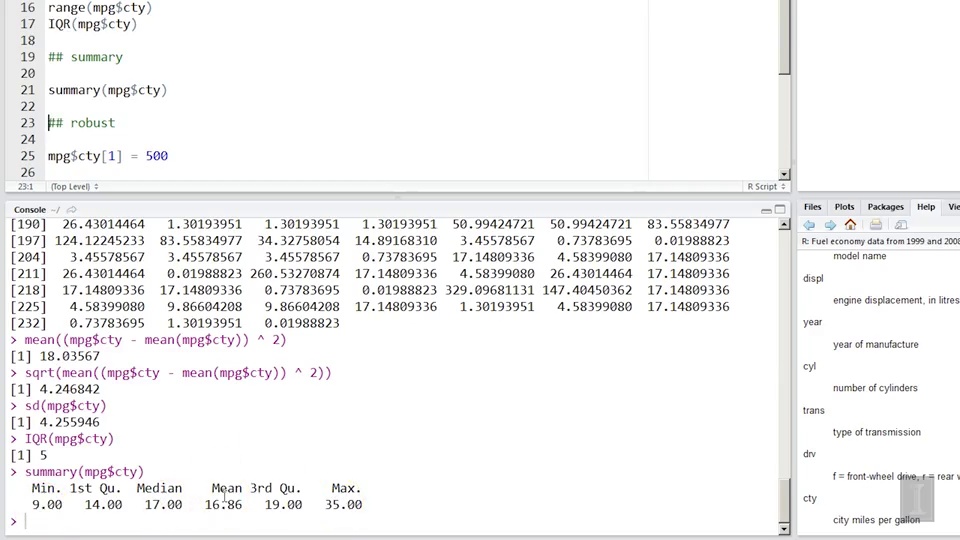 16 range(mpg$cty)
17 IQR(mpg$cty)
18
19 ## summary
20
21 summary(mpg$cty)
22
23 ## robust
24
25 mpg$cty[1] = 500
26
23:1 (Top Level) R Script
Console ~/
[190] 26.43014464 1.30193951 1.30193951 1.30193951 50.99424721 50.99424721 83.55834977
[197] 124.12245233 83.55834977 34.32758054 14.89168310 3.45578567 0.73783695 0.01988823
[204] 3.45578567 3.45578567 3.45578567 0.73783695 17.14809336 4.58399080 17.14809336
[211] 26.43014464 0.01988823 260.53270874 17.14809336 4.58399080 26.43014464 17.14809336
[218] 17.14809336 17.14809336 0.73783695 0.01988823 329.09681131 147.40450362 17.14809336
[225] 4.58399080 9.86604208 9.86604208 17.14809336 1.30193951 4.58399080 17.14809336
[232] 0.73783695 1.30193951 0.01988823
> mean((mpg$cty - mean(mpg$cty)) ^ 2)
[1] 18.03567
> sqrt(mean((mpg$cty - mean(mpg$cty)) ^ 2))
[1] 4.246842
> sd(mpg$cty)
[1] 4.255946
> IQR(mpg$cty)
[1] 5
> summary(mpg$cty)
Min. 1st Qu. Median Mean 3rd Qu. Max.
9.00 14.00 17.00 16.86 19.00 35.00
>
Files Plots Packages Help Vie
R: Fuel economy data from 1999 and 2008
model name
displ
engine displacement, in litres
year
year of manufacture
cyl
number of cylinders
trans
type of transmission
drv
f = front-wheel drive, r = rear w
cty
city miles per gallon